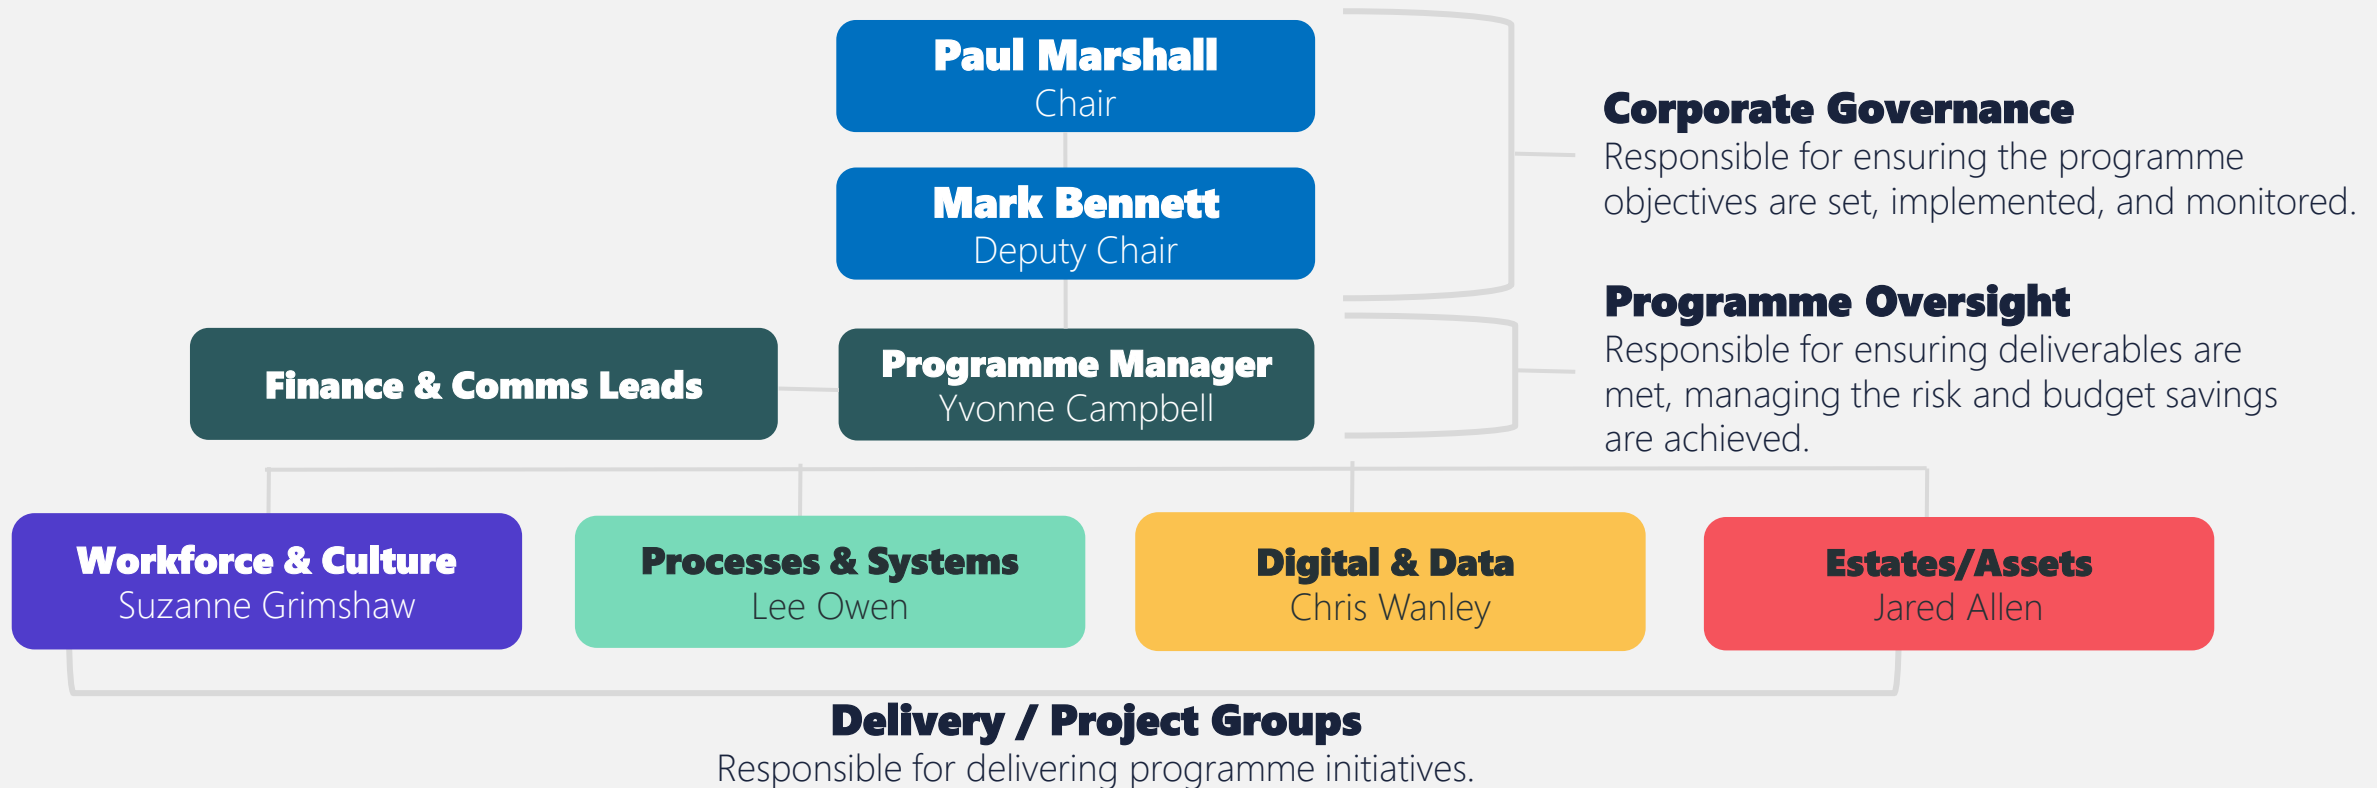 Paul Marshall
Chair
Mark Bennett
Deputy Chair
Corporate Governance
Responsible for ensuring the programme
objectives are set, implemented, and monitored.
Finance & Comms Leads
Programme Manager
Yvonne Campbell
Programme Oversight
Responsible for ensuring deliverables are
met, managing the risk and budget savings
are achieved.
Workforce & Culture
Suzanne Grimshaw
Processes & Systems
Lee Owen
Digital & Data
Chris Wanley
Estates/Assets
Jared Allen
Delivery / Project Groups
Responsible for delivering programme initiatives.